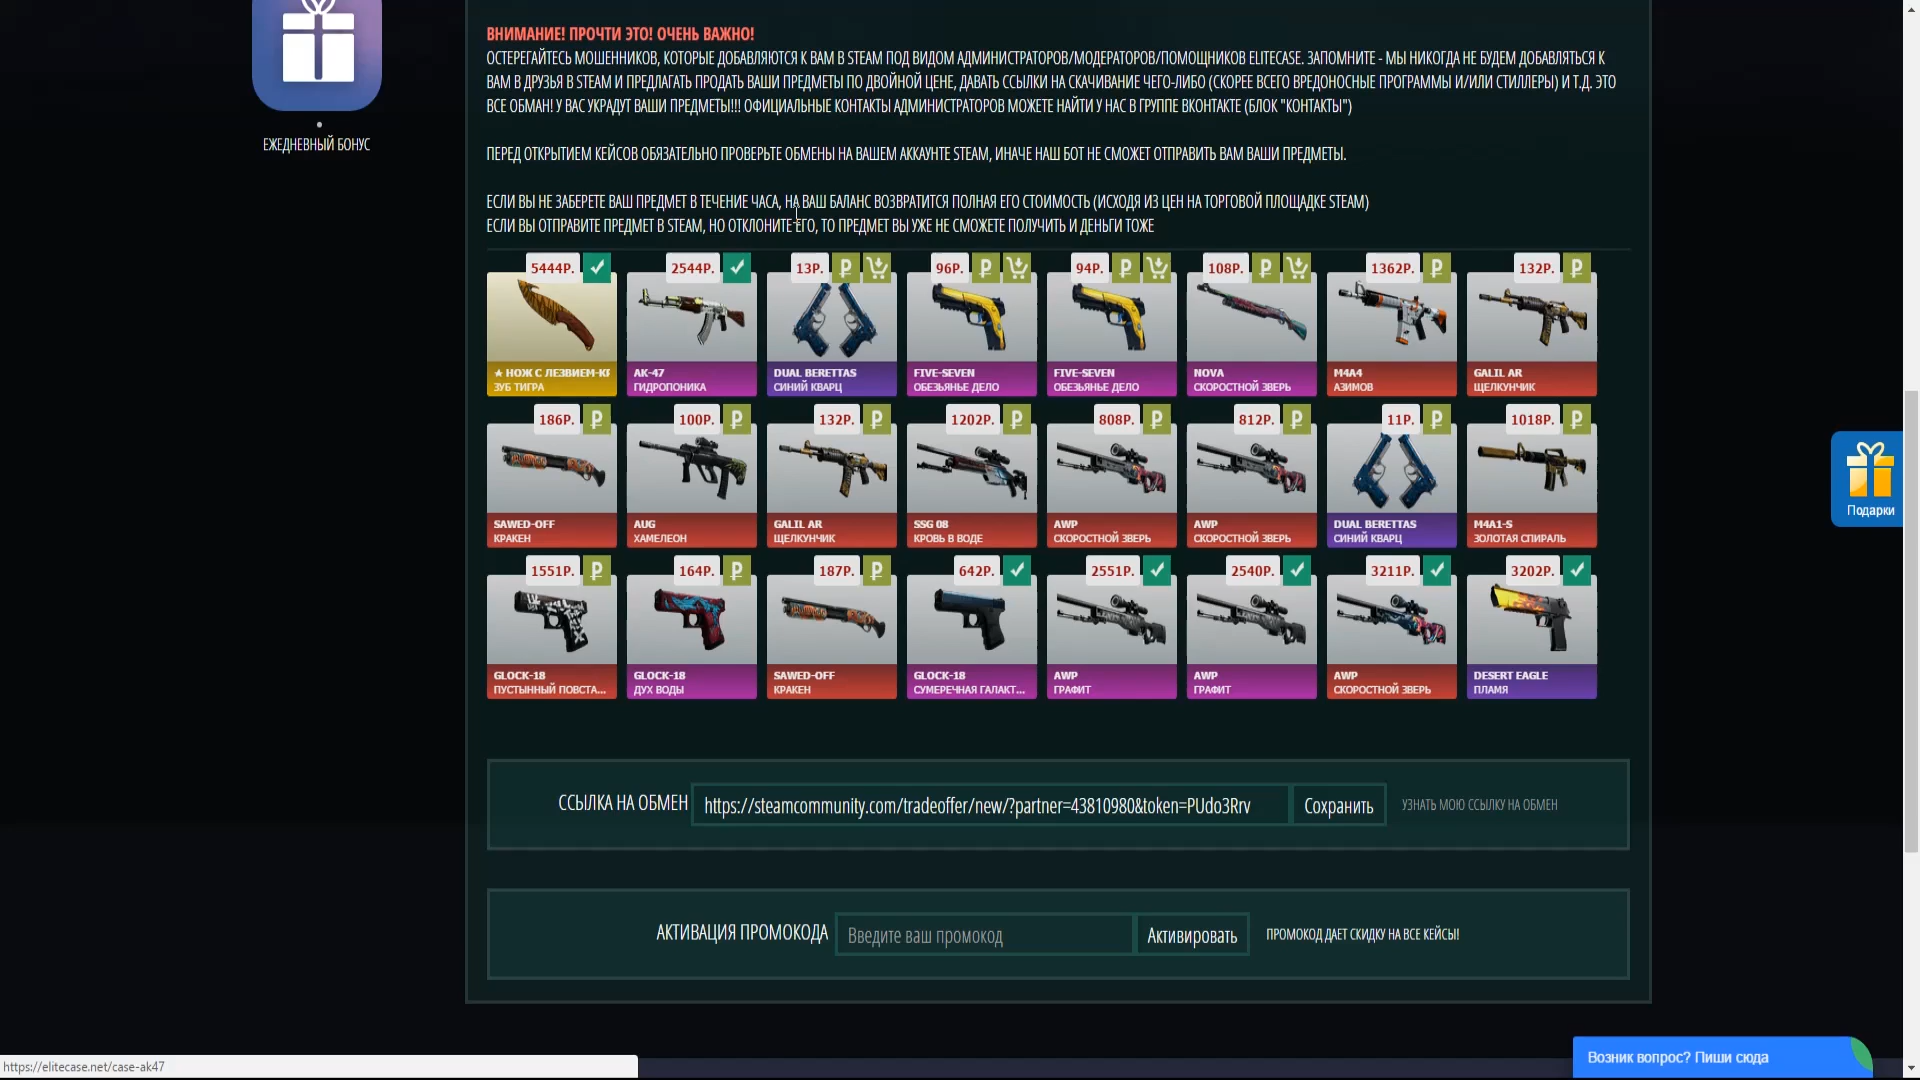 ВНИМАНИЕ! ПРОЧТИ ЭТО! ОЧЕНЬ ВАЖНО!
ОСТЕРЕГАЙТЕСЬ МОШЕННИКОВ, КОТОРЫЕ ДОБАВЛЯЮТСЯ К ВАМ В STEAM ПОД ВИДОМ АДМИНИСТРАТОРОВ/МОДЕРАТОРОВ/ПОМОЩНИКОВ ELITECASE. ЗАПОМНИТЕ - МЫ НИКОГДА НЕ БУДЕМ ДОБАВЛЯТЬСЯ К
ВАМ В ДРУЗЬЯ В STEAM И ПРЕДЛАГАТЬ ПРОДАТЬ ВАШИ ПРЕДМЕТЫ ПО ДВОЙНОЙ ЦЕНЕ, ДАВАТЬ ССЫЛКИ НА СКАЧИВАНИЕ ЧЕГО-ЛИБО (СКОРЕЕ ВСЕГО ВРЕДОНОСНЫЕ ПРОГРАММЫ И/ИЛИ СТИЛЛЕРЫ) И Т.Д. ЭТО
ВСЕ ОБМАН! У ВАС УКРАДУТ ВАШИ ПРЕДМЕТЫ!!! ОФИЦИАЛЬНЫЕ КОНТАКТЫ АДМИНИСТРАТОРОВ МОЖЕТЕ НАЙТИ У НАС В ГРУППЕ ВКОНТАКТЕ (БЛОК "КОНТАКТЫ")
ЕЖЕДНЕВНЫЙ БОНУС
ПЕРЕД ОТКРЫТИЕМ КЕЙСОВ ОБЯЗАТЕЛЬНО ПРОВЕРЬТЕ ОБМЕНЫ НА ВАШЕМ АККАУНТЕ STEAM, ИНАЧЕ НАШ БОТ НЕ СМОЖЕТ ОТПРАВИТЬ ВАМ ВАШИ ПРЕДМЕТЫ.
ЕСЛИ ВЫ НЕ ЗАБЕРЕТЕ ВАШ ПРЕДМЕТ В ТЕЧЕНИЕ ЧАСА, НА ВАШ БАЛАНС ВОЗВРАТИТСЯ ПОЛНАЯ ЕГО СТОИМОСТЬ (ИСХОДЯ ИЗ ЦЕН НА ТОРГОВОЙ ПЛОЩАДКЕ STEAM)
ЕСЛИ ВЫ ОТПРАВИТЕ ПРЕДМЕТ В STEAM, НО ОТКЛОНИТЕ ЕГО, ТО ПРЕДМЕТ ВЫ УЖЕ НЕ СМОЖЕТЕ ПОЛУЧИТЬ И ДЕНЬГИ ТОЖЕ
5444Р. 2544Р. 13Р. 96Р. 94Р. 108Р. 1362Р. 132Р.
★ НОЖ С ЛЕЗВИЕМ-КР AK-47 DUAL BERETTAS FIVE-SEVEN FIVE-SEVEN NOVA M4A4 GALIL AR
ЗУБ ТИГРА ГИДРОПОНИКА СИНИЙ КВАРЦ ОБЕЗЬЯНЬЕ ДЕЛО ОБЕЗЬЯНЬЕ ДЕЛО СКОРОСТНОЙ ЗВЕРЬ АЗИМОВ ЩЕЛКУНЧИК
186Р. 100Р. 132Р. 1202Р. 808Р. 812Р. 11Р. 1018Р.
SAWED-OFF AUG GALIL AR SSG 08 AWP AWP DUAL BERETTAS M4A1-S
КРАКЕН ХАМЕЛЕОН ЩЕЛКУНЧИК КРОВЬ В ВОДЕ СКОРОСТНОЙ ЗВЕРЬ СКОРОСТНОЙ ЗВЕРЬ СИНИЙ КВАРЦ ЗОЛОТАЯ СПИРАЛЬ
Подарки
1551Р. 164Р. 187Р. 642Р. 2551Р. 2540Р. 3211Р. 3202Р.
GLOCK-18 GLOCK-18 SAWED-OFF GLOCK-18 AWP AWP AWP DESERT EAGLE
ПУСТЫННЫЙ ПОВСТА... ДУХ ВОДЫ КРАКЕН СУМЕРЕЧНАЯ ГАЛАКТ... ГРАФИТ ГРАФИТ СКОРОСТНОЙ ЗВЕРЬ ПЛАМЯ
ССЫЛКА НА ОБМЕН https://steamcommunity.com/tradeoffer/new/?partner=43810980&token=PUdo3Rrv Сохранить УЗНАТЬ МОЮ ССЫЛКУ НА ОБМЕН
АКТИВАЦИЯ ПРОМОКОДА Введите ваш промокод Активировать ПРОМОКОД ДАЕТ СКИДКУ НА ВСЕ КЕЙСЫ!
Возник вопрос? Пиши сюда
https://elitecase.net/case-ak47